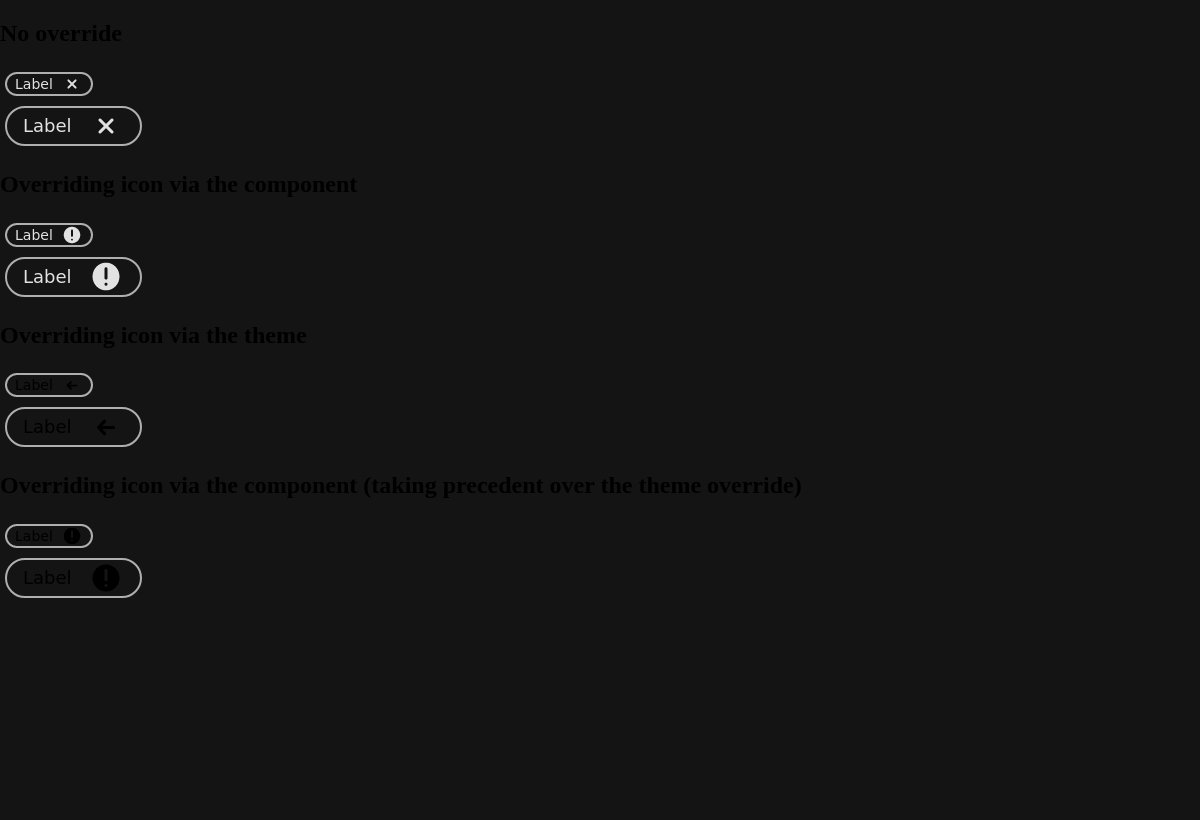 No override
Label
Label
Overriding icon via the component
Label
Label
Overriding icon via the theme
Label
Label
Overriding icon via the component (taking precedent over the theme override)
Label
Label